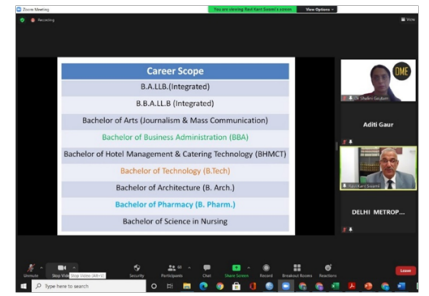 Zoom Meeting
You are viewing Ravi Kant Swami's screen View Options
Recording
View
Career Scope
B.A.LLB.(Integrated)
B.B.A.LL.B (Integrated)
Bachelor of Arts (Journalism & Mass Communication)
Bachelor of Business Administration (BBA)
Bachelor of Hotel Management & Catering Technology (BHMCT)
Bachelor of Technology (B.Tech)
Bachelor of Architecture (B. Arch.)
Bachelor of Pharmacy (B. Pharm.)
Bachelor of Science in Nursing
DME
Aditi Gaur
DELHI METROP...
Unmute
Stop Video
Security
Participants
Chat
Share Screen
Record
Breakout Rooms
Reactions
Leave
Type here to search